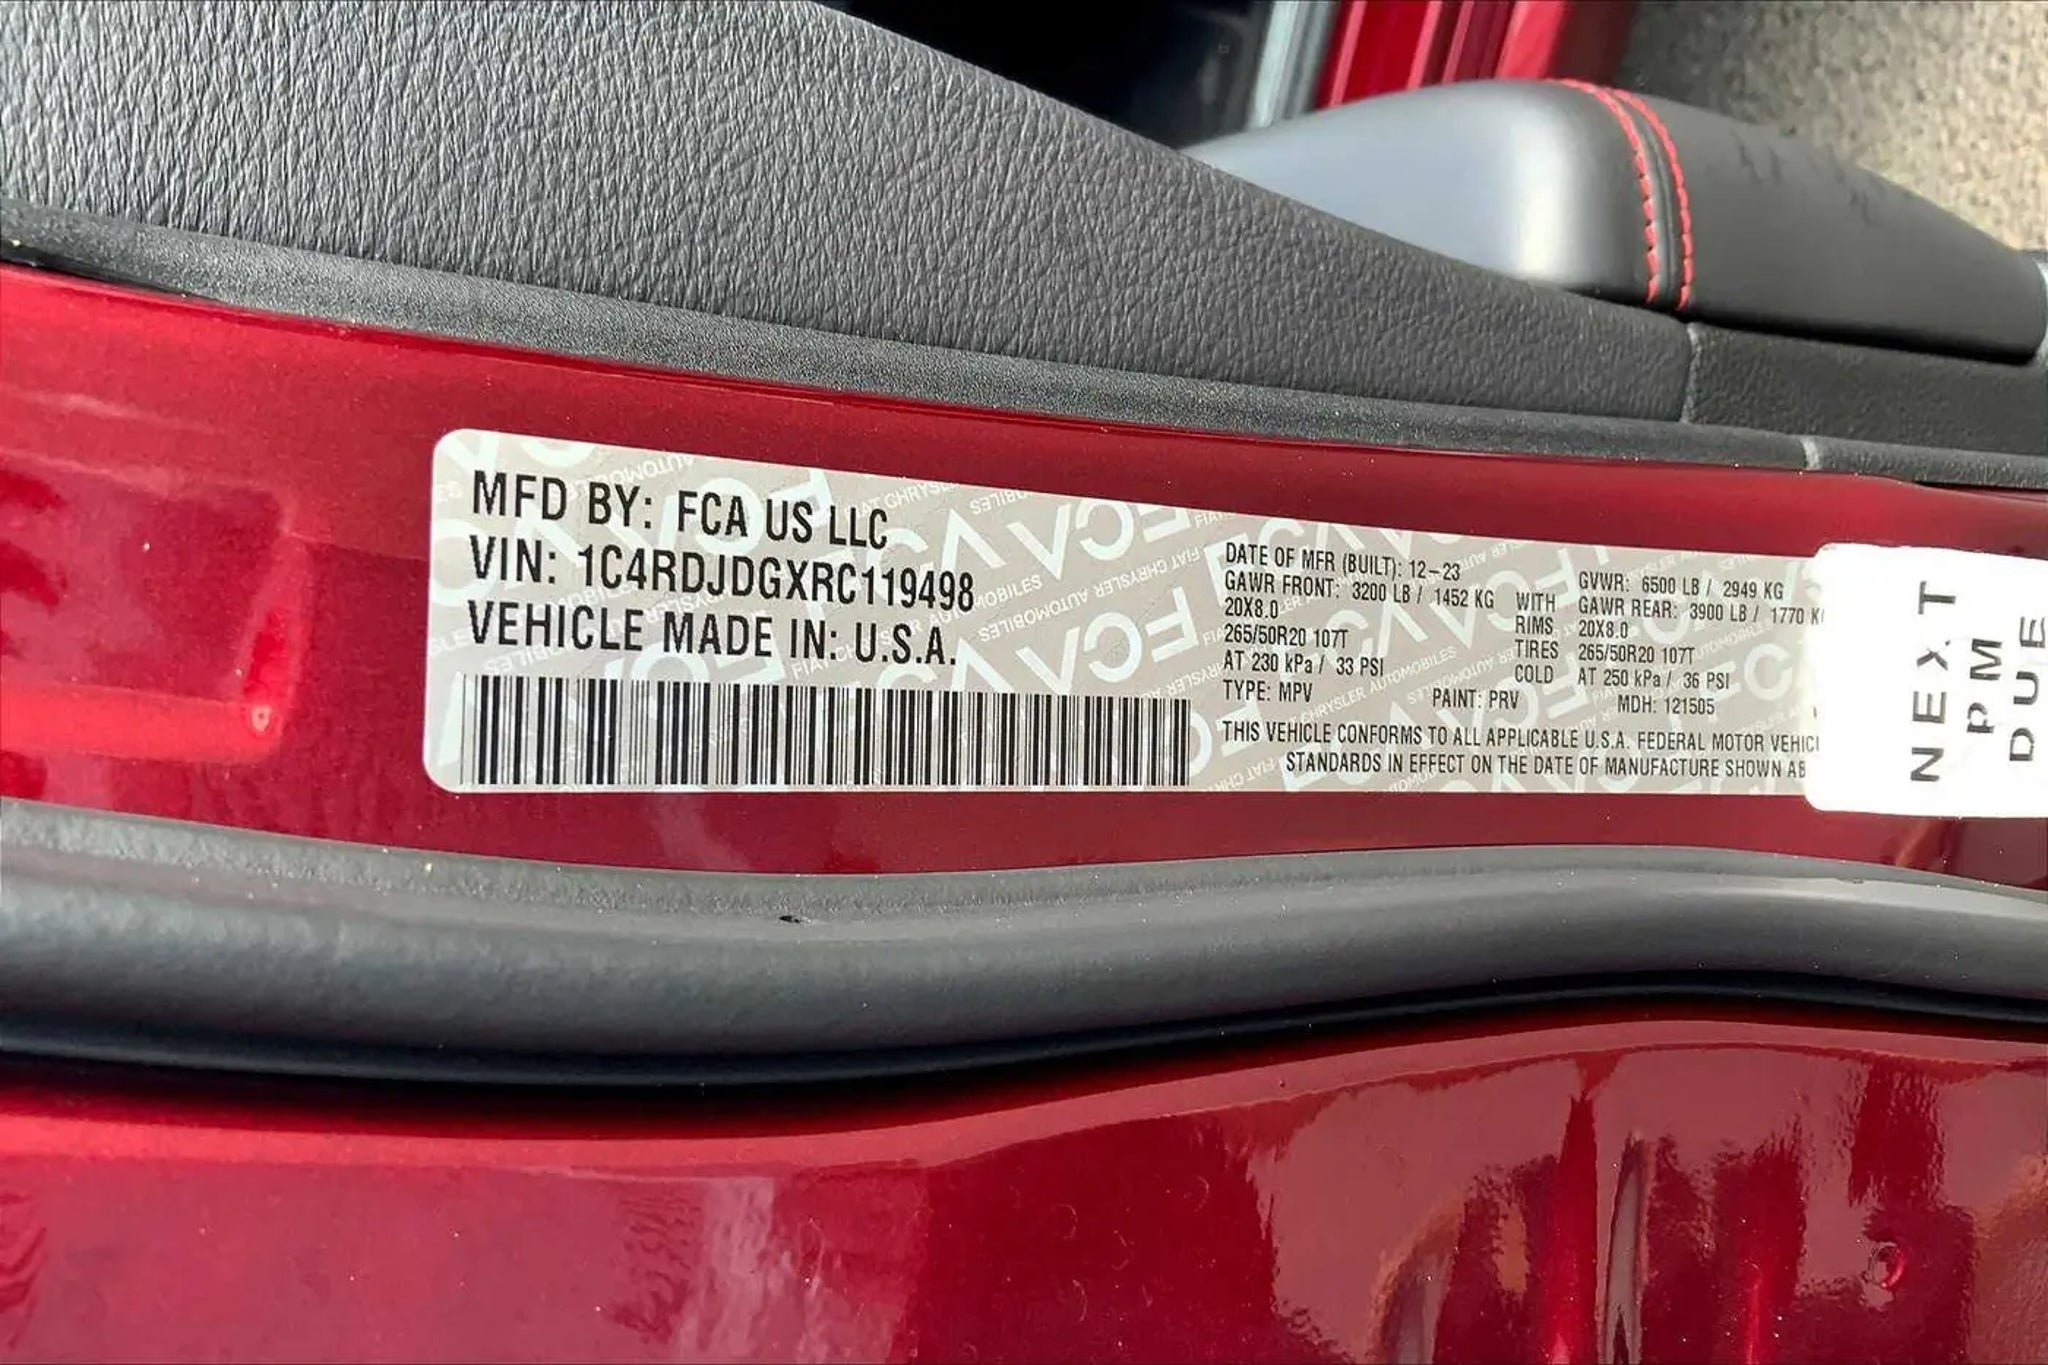 MFD BY: FCA US LLC
VIN: 1C4RDJDGXRC119498
VEHICLE MADE IN: U.S.A.
DATE OF MFR (BUILT): 12-23 GVWR: 6500 LB / 2949 KG
GAWR FRONT: 3200 LB / 1452 KG WITH GAWR REAR: 3900 LB / 1770
20X8.0 RIMS 20X8.0
265/50R20 107T TIRES 265/50R20 107T
AT 230 kPa / 33 PSI COLD AT 250 kPa / 36 PSI
TYPE: MPV PAINT: PRV MDH: 121505
THIS VEHICLE CONFORMS TO ALL APPLICABLE U.S.A. FEDERAL MOTOR VEHICL
STANDARDS IN EFFECT ON THE DATE OF MANUFACTURE SHOWN AB
NEXT
PM
DUE